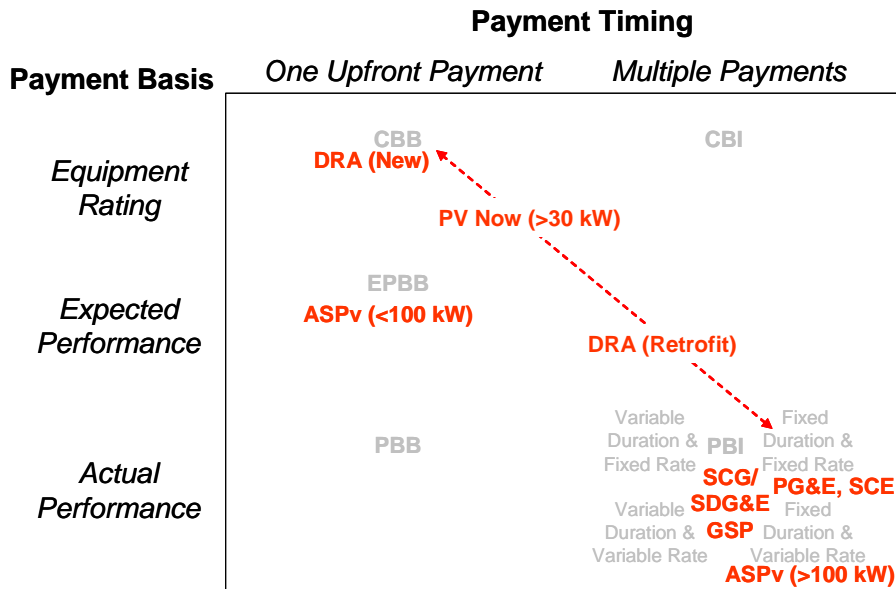 Payment Timing
Payment Basis
One Upfront Payment
Multiple Payments
Equipment
Rating
CBB
DRA (New)
CBI
PV Now (>30 kW)
Expected
Performance
EPBB
ASPv (<100 kW)
DRA (Retrofit)
Actual
Performance
PBB
Variable
Duration &
Fixed Rate
PBI
Fixed
Duration &
Fixed Rate
SCG/
SDG&E
GSP
PG&E, SCE
Variable
Duration &
Variable Rate
Fixed
Duration &
Variable Rate
ASPv (>100 kW)